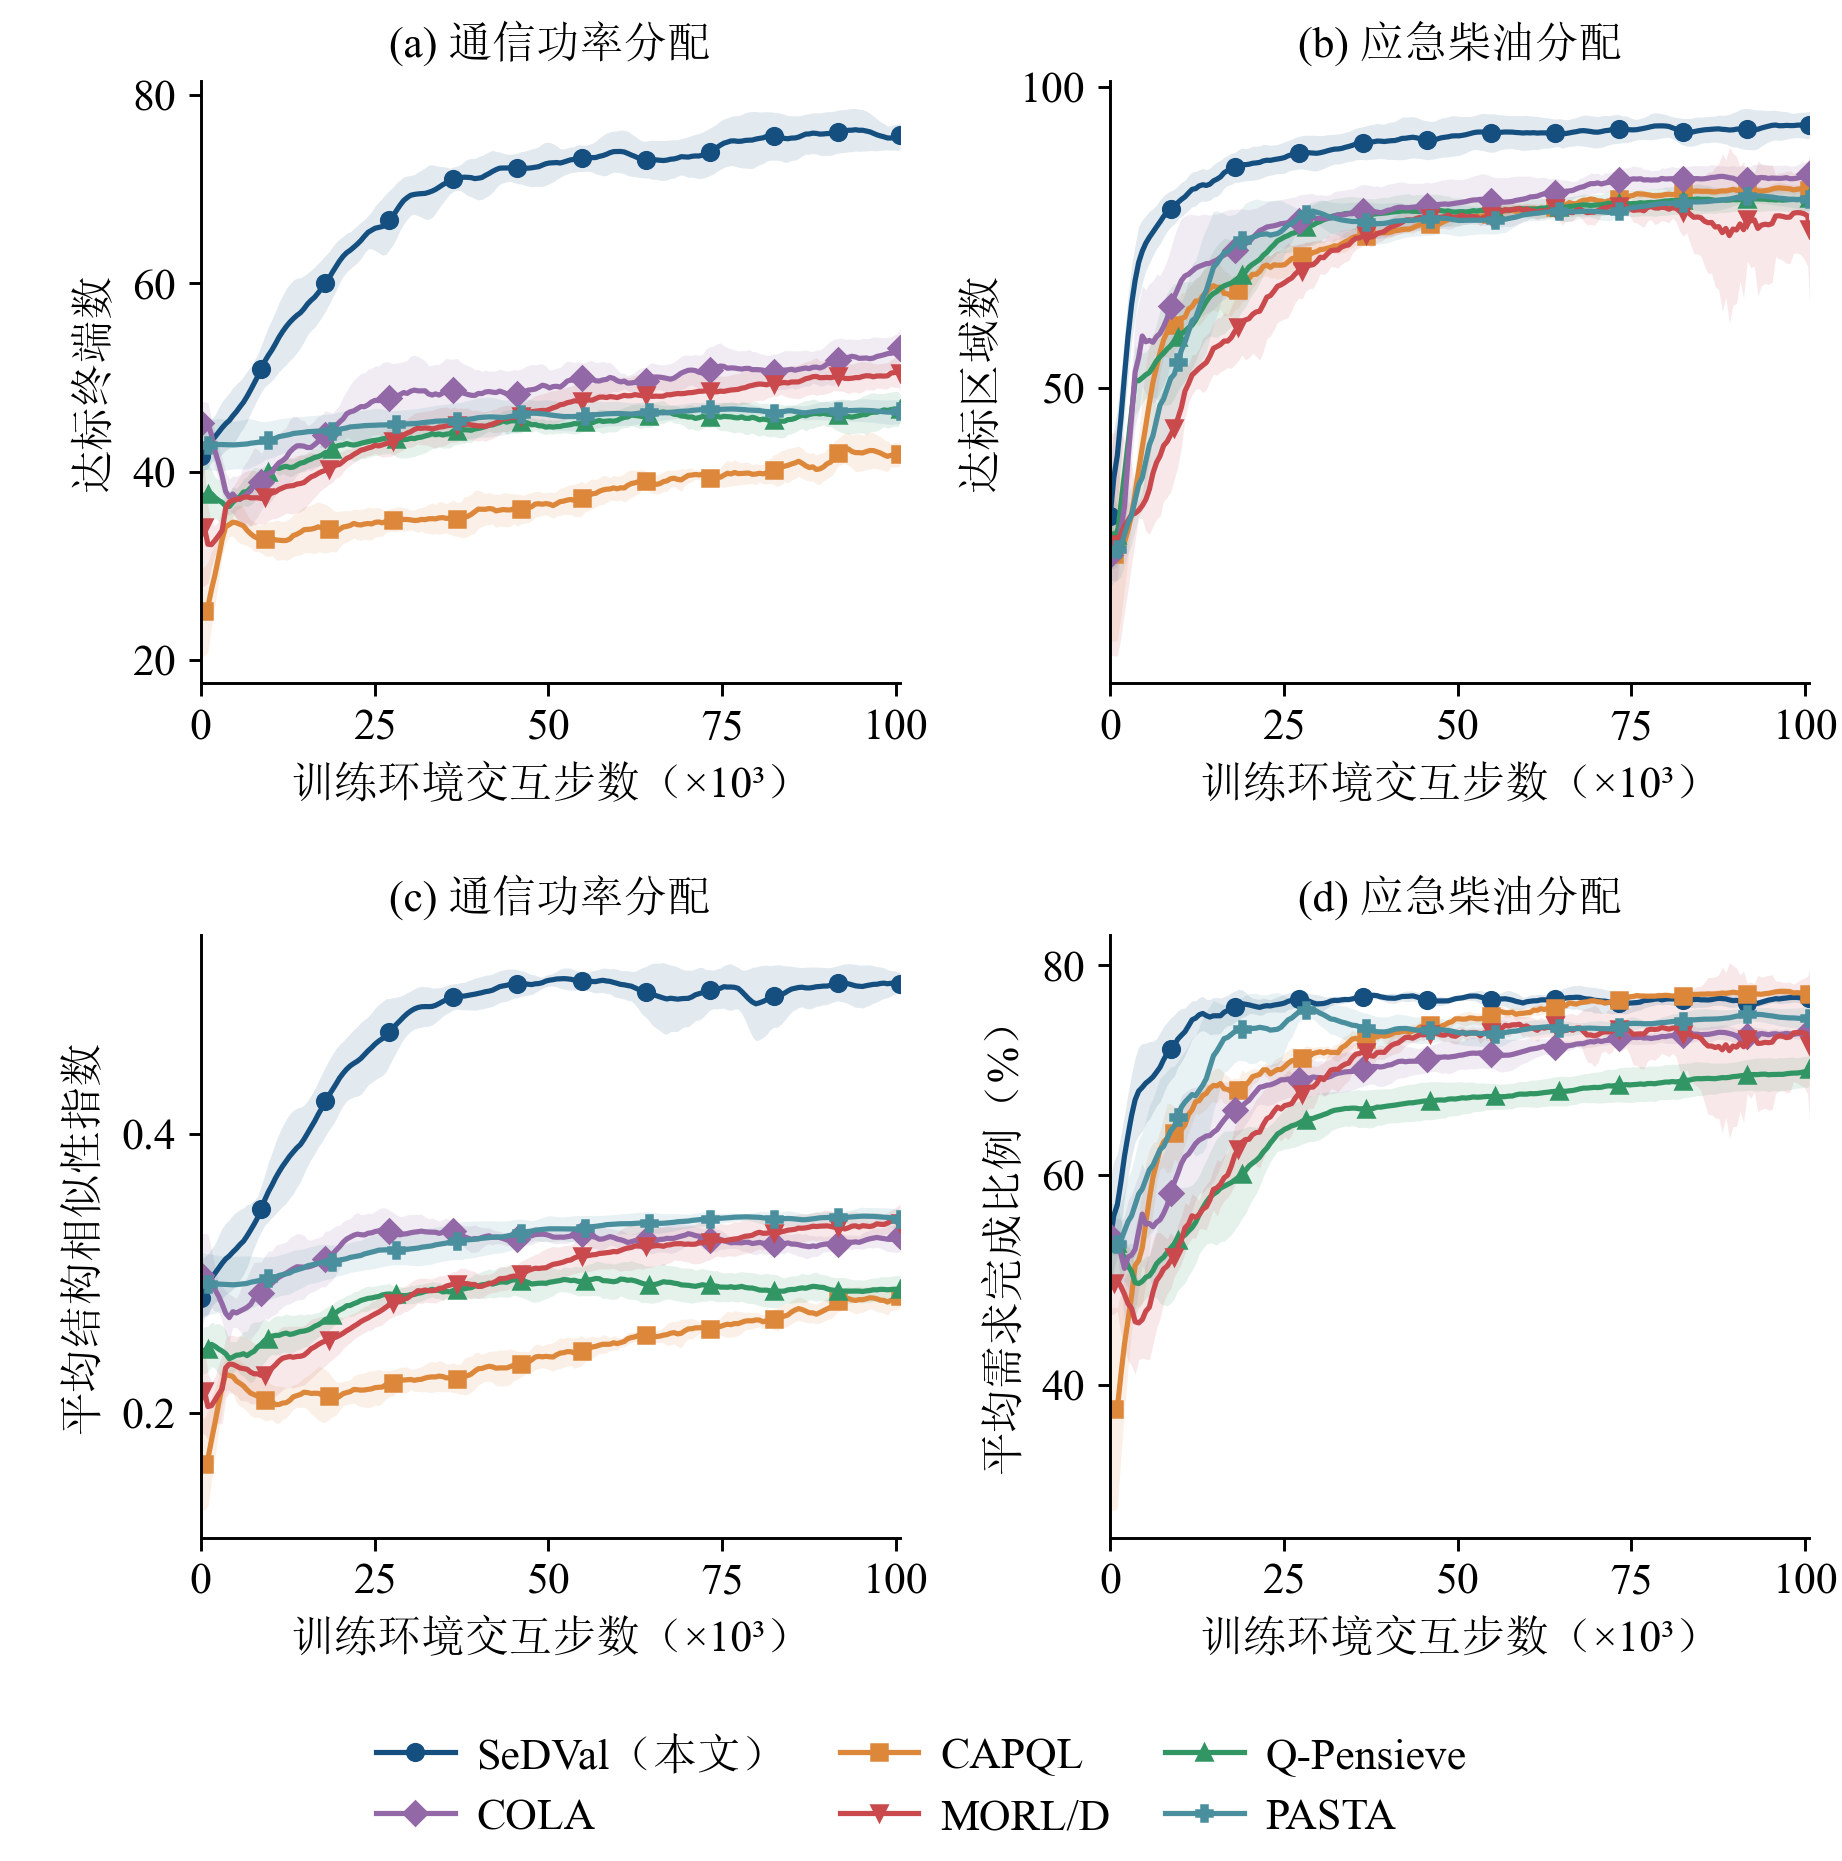 (a) 通信功率分配
达标终端数
80
60
40
20
0 25 50 75 100
训练环境交互步数（×10³）
(b) 应急柴油分配
达标区域数
100
50
0 25 50 75 100
训练环境交互步数（×10³）
(c) 通信功率分配
平均结构相似性指数
0.4
0.2
0 25 50 75 100
训练环境交互步数（×10³）
(d) 应急柴油分配
平均需求完成比例（%）
80
60
40
0 25 50 75 100
训练环境交互步数（×10³）
SeDVal（本文） CAPQL Q-Pensieve
COLA MORL/D PASTA